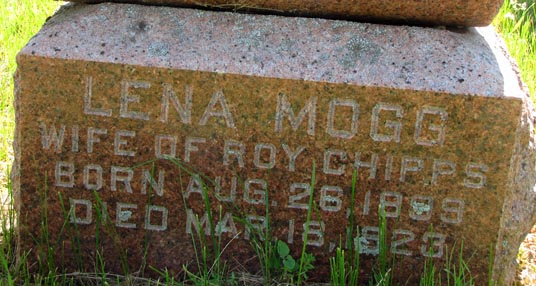 LENA MOGG
WIFE OF ROY CHIPPS
BORN AUG 26, 1898
DIED MAR 18, 1923